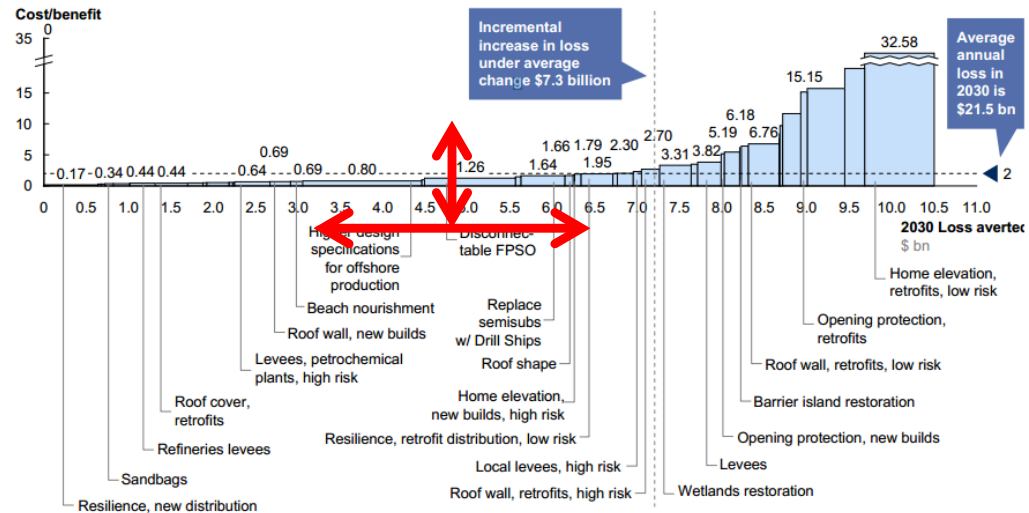 Cost/benefit
0
35
15
10
5
0
Incremental
increase in loss
under average
change $7.3 billion
Average
annual
loss in
2030 is
$21.5 bn
0.17
0.34
0.44
0.44
0.64
0.69
0.69
0.80
1.26
1.64
1.66
1.79
1.95
2.30
2.70
3.31
3.82
5.19
6.18
6.76
15.15
32.58
2
0 0.5 1.0 1.5 2.0 2.5 3.0 3.5 4.0 4.5 5.0 5.5 6.0 6.5 7.0 7.5 8.0 8.5 9.0 9.5 10.0 10.5 11.0
2030 Loss averted
$ bn
Higher design
specifications
for offshore
production
Disconnec-
table FPSO
Beach nourishment
Roof wall, new builds
Levees, petrochemical
plants, high risk
Roof cover,
retrofits
Refineries levees
Sandbags
Resilience, new distribution
Replace
semisubs
w/ Drill Ships
Roof shape
Home elevation,
new builds, high risk
Resilience, retrofit distribution, low risk
Local levees, high risk
Roof wall, retrofits, high risk
Home elevation,
retrofits, low risk
Opening protection,
retrofits
Roof wall, retrofits, low risk
Barrier island restoration
Opening protection, new builds
Levees
Wetlands restoration